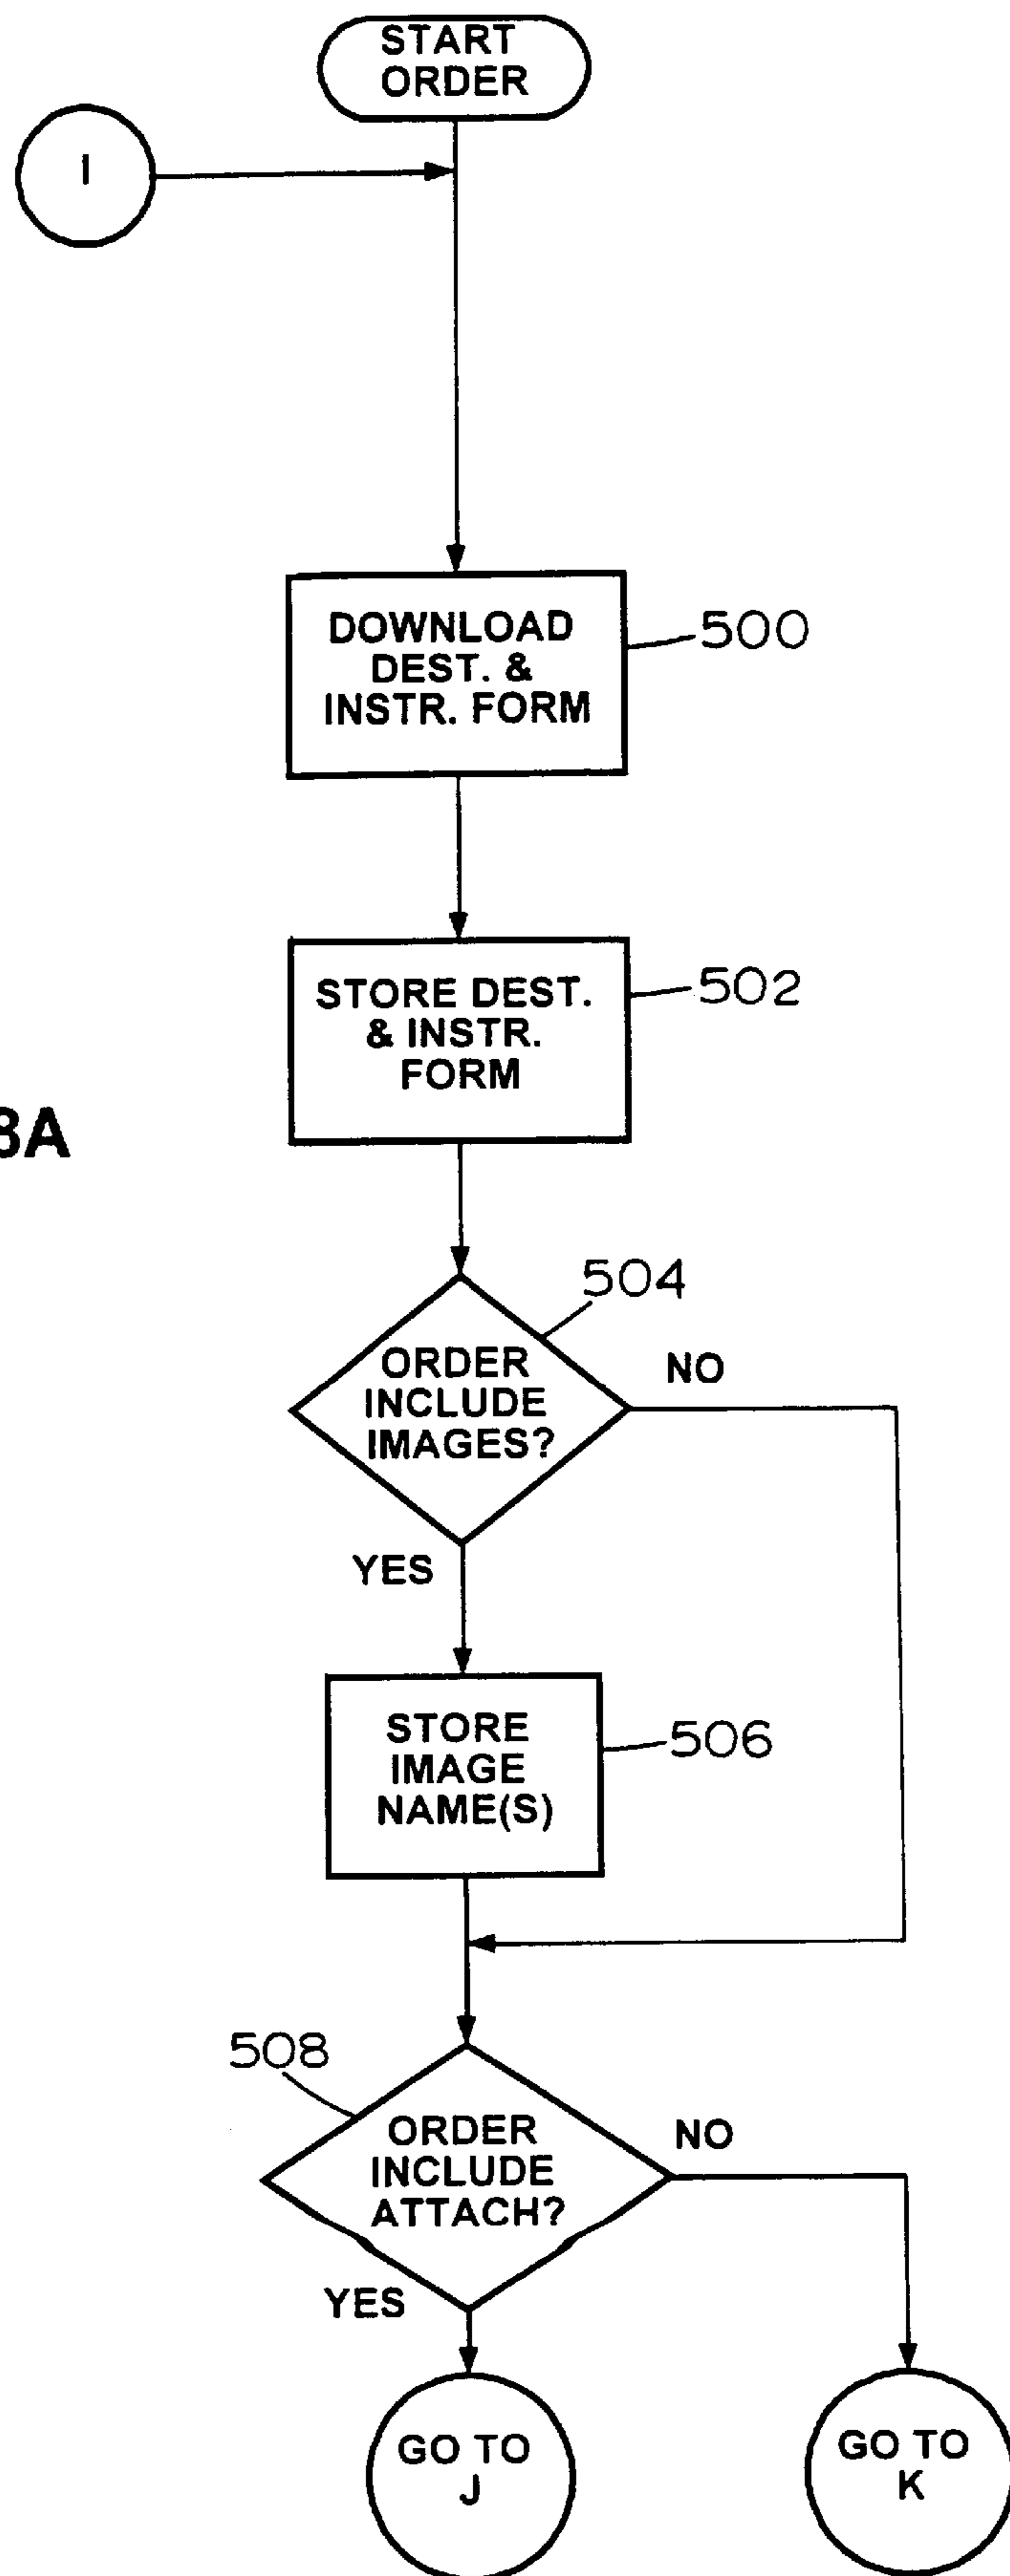 START
ORDER
I
DOWNLOAD
DEST. &
INSTR. FORM
500
STORE DEST.
& INSTR.
FORM
502
8A
504
ORDER
INCLUDE
IMAGES?
NO
YES
STORE
IMAGE
NAME(S)
506
508
ORDER
INCLUDE
ATTACH?
NO
YES
GO TO
J
GO TO
K